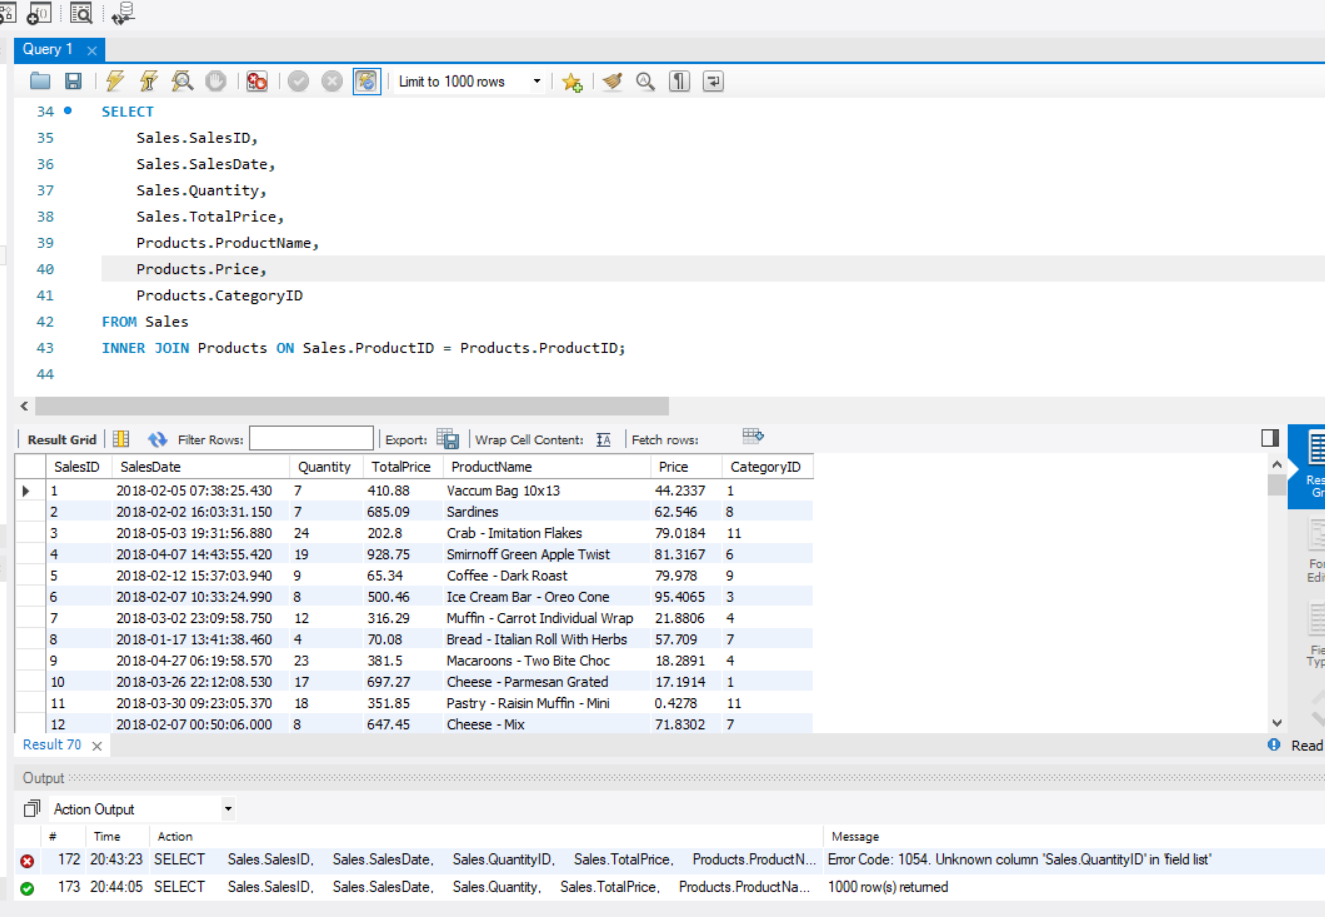 Query 1
Limit to 1000 rows
34 SELECT
35 Sales.SalesID,
36 Sales.SalesDate,
37 Sales.Quantity,
38 Sales.TotalPrice,
39 Products.ProductName,
40 Products.Price,
41 Products.CategoryID
42 FROM Sales
43 INNER JOIN Products ON Sales.ProductID = Products.ProductID;
44
Result Grid Filter Rows: Export: Wrap Cell Content: Fetch rows:
SalesID SalesDate Quantity TotalPrice ProductName Price CategoryID
1 2018-02-05 07:38:25.430 7 410.88 Vaccum Bag 10x13 44.2337 1
2 2018-02-02 16:03:31.150 7 685.09 Sardines 62.546 8
3 2018-05-03 19:31:56.880 24 202.8 Crab - Imitation Flakes 79.0184 11
4 2018-04-07 14:43:55.420 19 928.75 Smirnoff Green Apple Twist 81.3167 6
5 2018-02-12 15:37:03.940 9 65.34 Coffee - Dark Roast 79.978 9
6 2018-02-07 10:33:24.990 8 500.46 Ice Cream Bar - Oreo Cone 95.4065 3
7 2018-03-02 23:09:58.750 12 316.29 Muffin - Carrot Individual Wrap 21.8806 4
8 2018-01-17 13:41:38.460 4 70.08 Bread - Italian Roll With Herbs 57.709 7
9 2018-04-27 06:19:58.570 23 381.5 Macaroons - Two Bite Choc 18.2891 4
10 2018-03-26 22:12:08.530 17 697.27 Cheese - Parmesan Grated 17.1914 1
11 2018-03-30 09:23:05.370 18 351.85 Pastry - Raisin Muffin - Mini 0.4278 11
12 2018-02-07 00:50:06.000 8 647.45 Cheese - Mix 71.8302 7
Result 70
Read
Output
Action Output
# Time Action Message
172 20:43:23 SELECT Sales.SalesID, Sales.SalesDate, Sales.QuantityID, Sales.TotalPrice, Products.ProductN... Error Code: 1054. Unknown column 'Sales.QuantityID' in 'field list'
173 20:44:05 SELECT Sales.SalesID, Sales.SalesDate, Sales.Quantity, Sales.TotalPrice, Products.ProductNa... 1000 row(s) returned